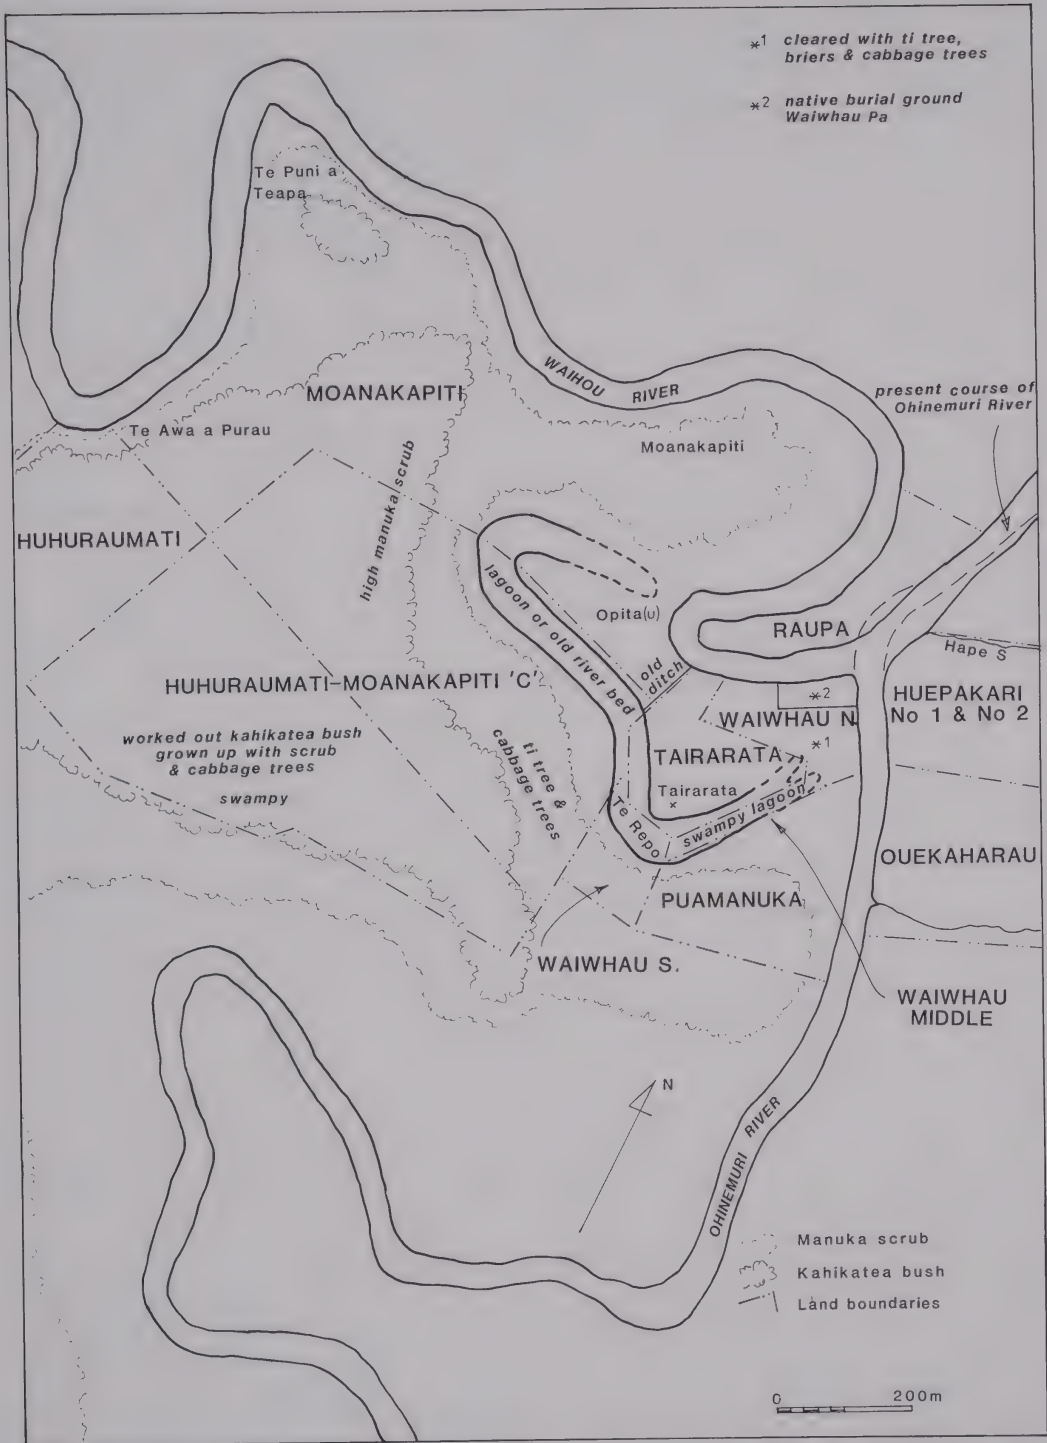 *1 cleared with ti tree,
briers & cabbage trees
*2 native burial ground
Waiwhau Pa
Te Puni a
Teapa
WAIHOU RIVER
present course of
Ohinemuri River
MOANAKAPITI
Te Awa a Purau
Moanakapiti
high manuka scrub
HUHURAUMATI
lagoon or old river bed
Opita(u)
RAUPA
Hape S
old
ditch
HUHURAUMATI-MOANAKAPITI 'C'
*2
HUEPAKARI
No 1 & No 2
WAIWHAU N.
*1
worked out kahikatea bush
grown up with scrub
& cabbage trees
swampy
ti tree &
cabbage trees
TAIRARATA
Tairarata
x
Te Repo
swampy lagoon
OUEKAHARAU
PUAMANUKA
WAIWHAU S.
WAIWHAU
MIDDLE
N
OHINEMURI RIVER
Manuka scrub
Kahikatea bush
Land boundaries
0 200m